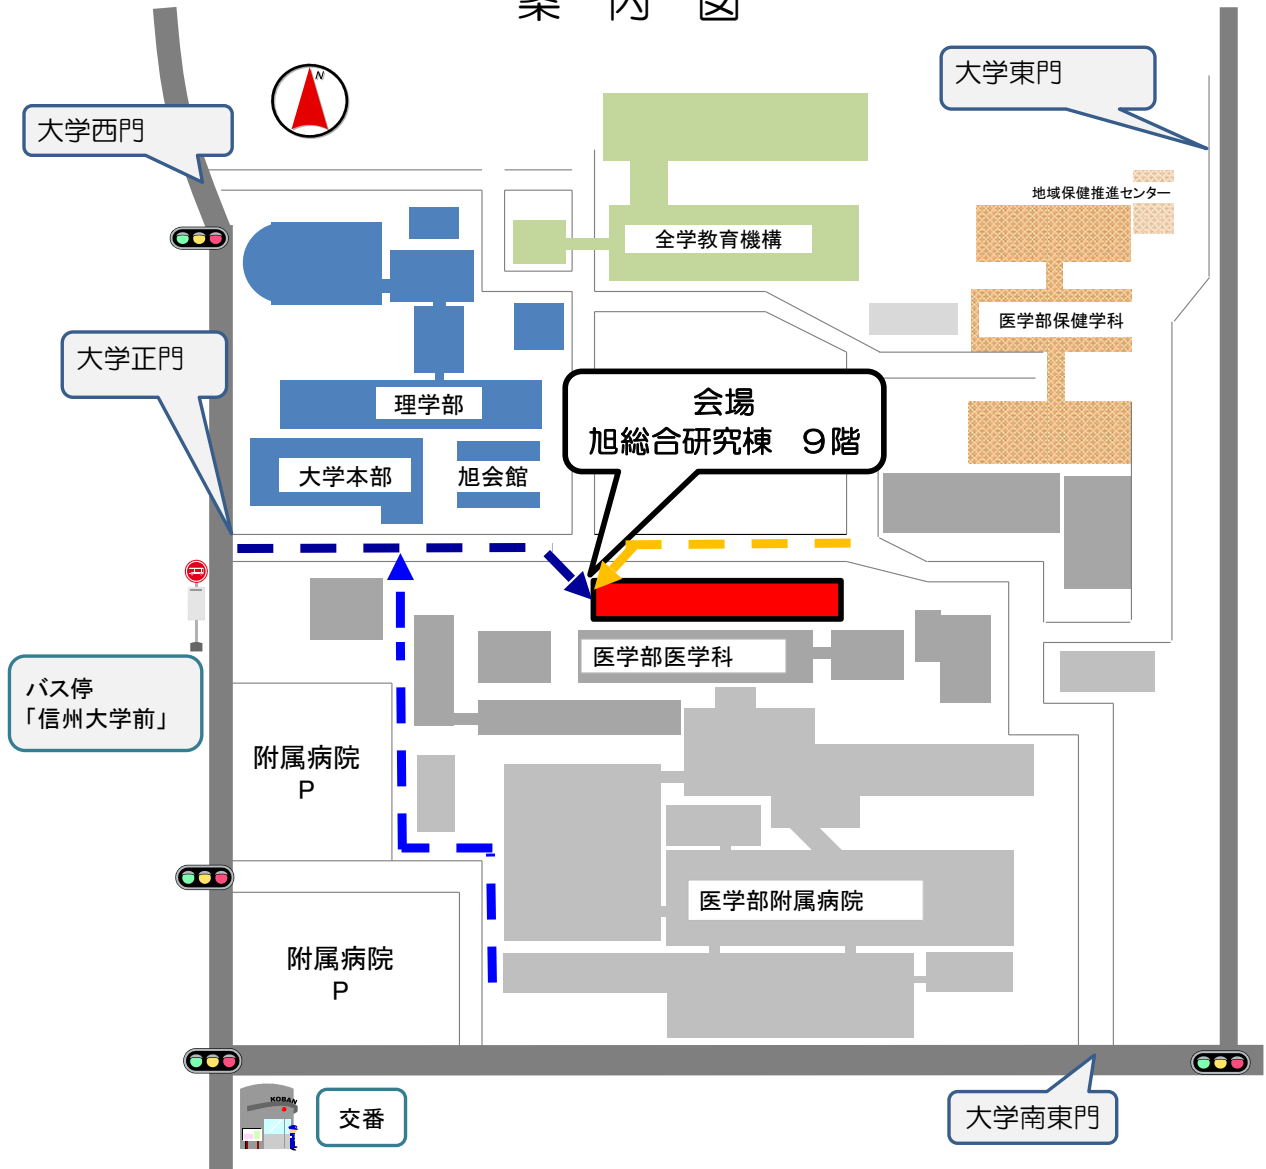 案 内 図
N
大学東門
大学西門
地域保健推進センター
全学教育機構
医学部保健学科
大学正門
会場
旭総合研究棟 9階
理学部
大学本部
旭会館
医学部医学科
バス停
「信州大学前」
附属病院
P
医学部附属病院
附属病院
P
KOBAN
交番
大学南東門